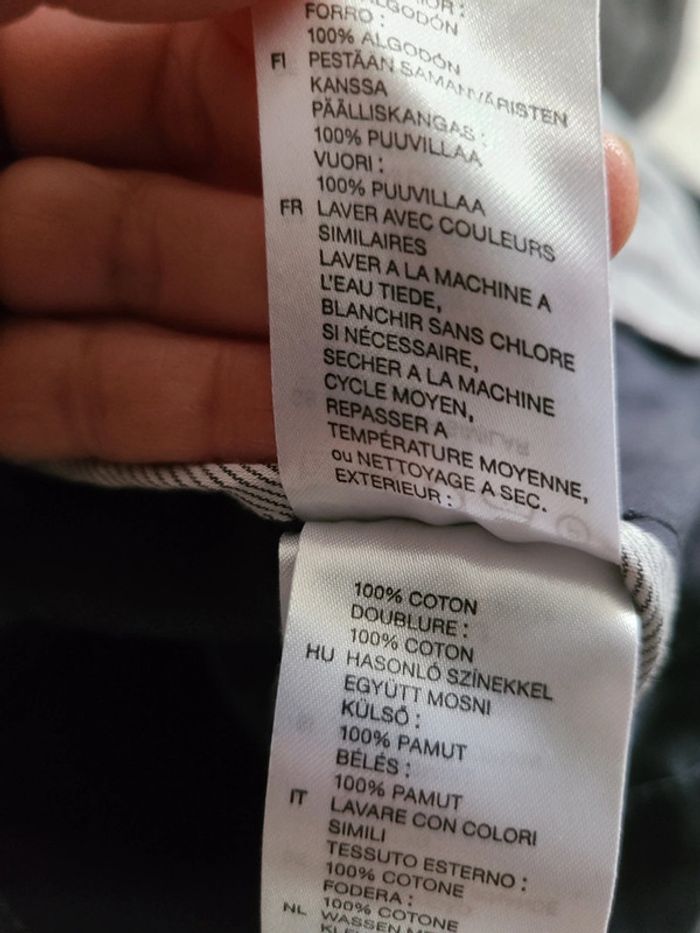 FORRO :
100% ALGODÓN
FI PESTÄÄN SAMANVÄRISTEN
KANSSA
PÄÄLLISKANGAS :
100% PUUVILLAA
VUORI :
100% PUUVILLAA
FR LAVER AVEC COULEURS
SIMILAIRES
LAVER A LA MACHINE A
L'EAU TIEDE,
BLANCHIR SANS CHLORE
SI NÉCESSAIRE,
SECHER A LA MACHINE
CYCLE MOYEN,
REPASSER A
TEMPÉRATURE MOYENNE,
ou NETTOYAGE A SEC.
EXTERIEUR :
100% COTON
DOUBLURE :
100% COTON
HU HASONLÓ SZÍNEKKEL
EGYÜTT MOSNI
KÜLSŐ :
100% PAMUT
BÉLÉS :
100% PAMUT
IT LAVARE CON COLORI
SIMILI
TESSUTO ESTERNO :
100% COTONE
FODERA :
100% COTONE
NL WASSEN MET